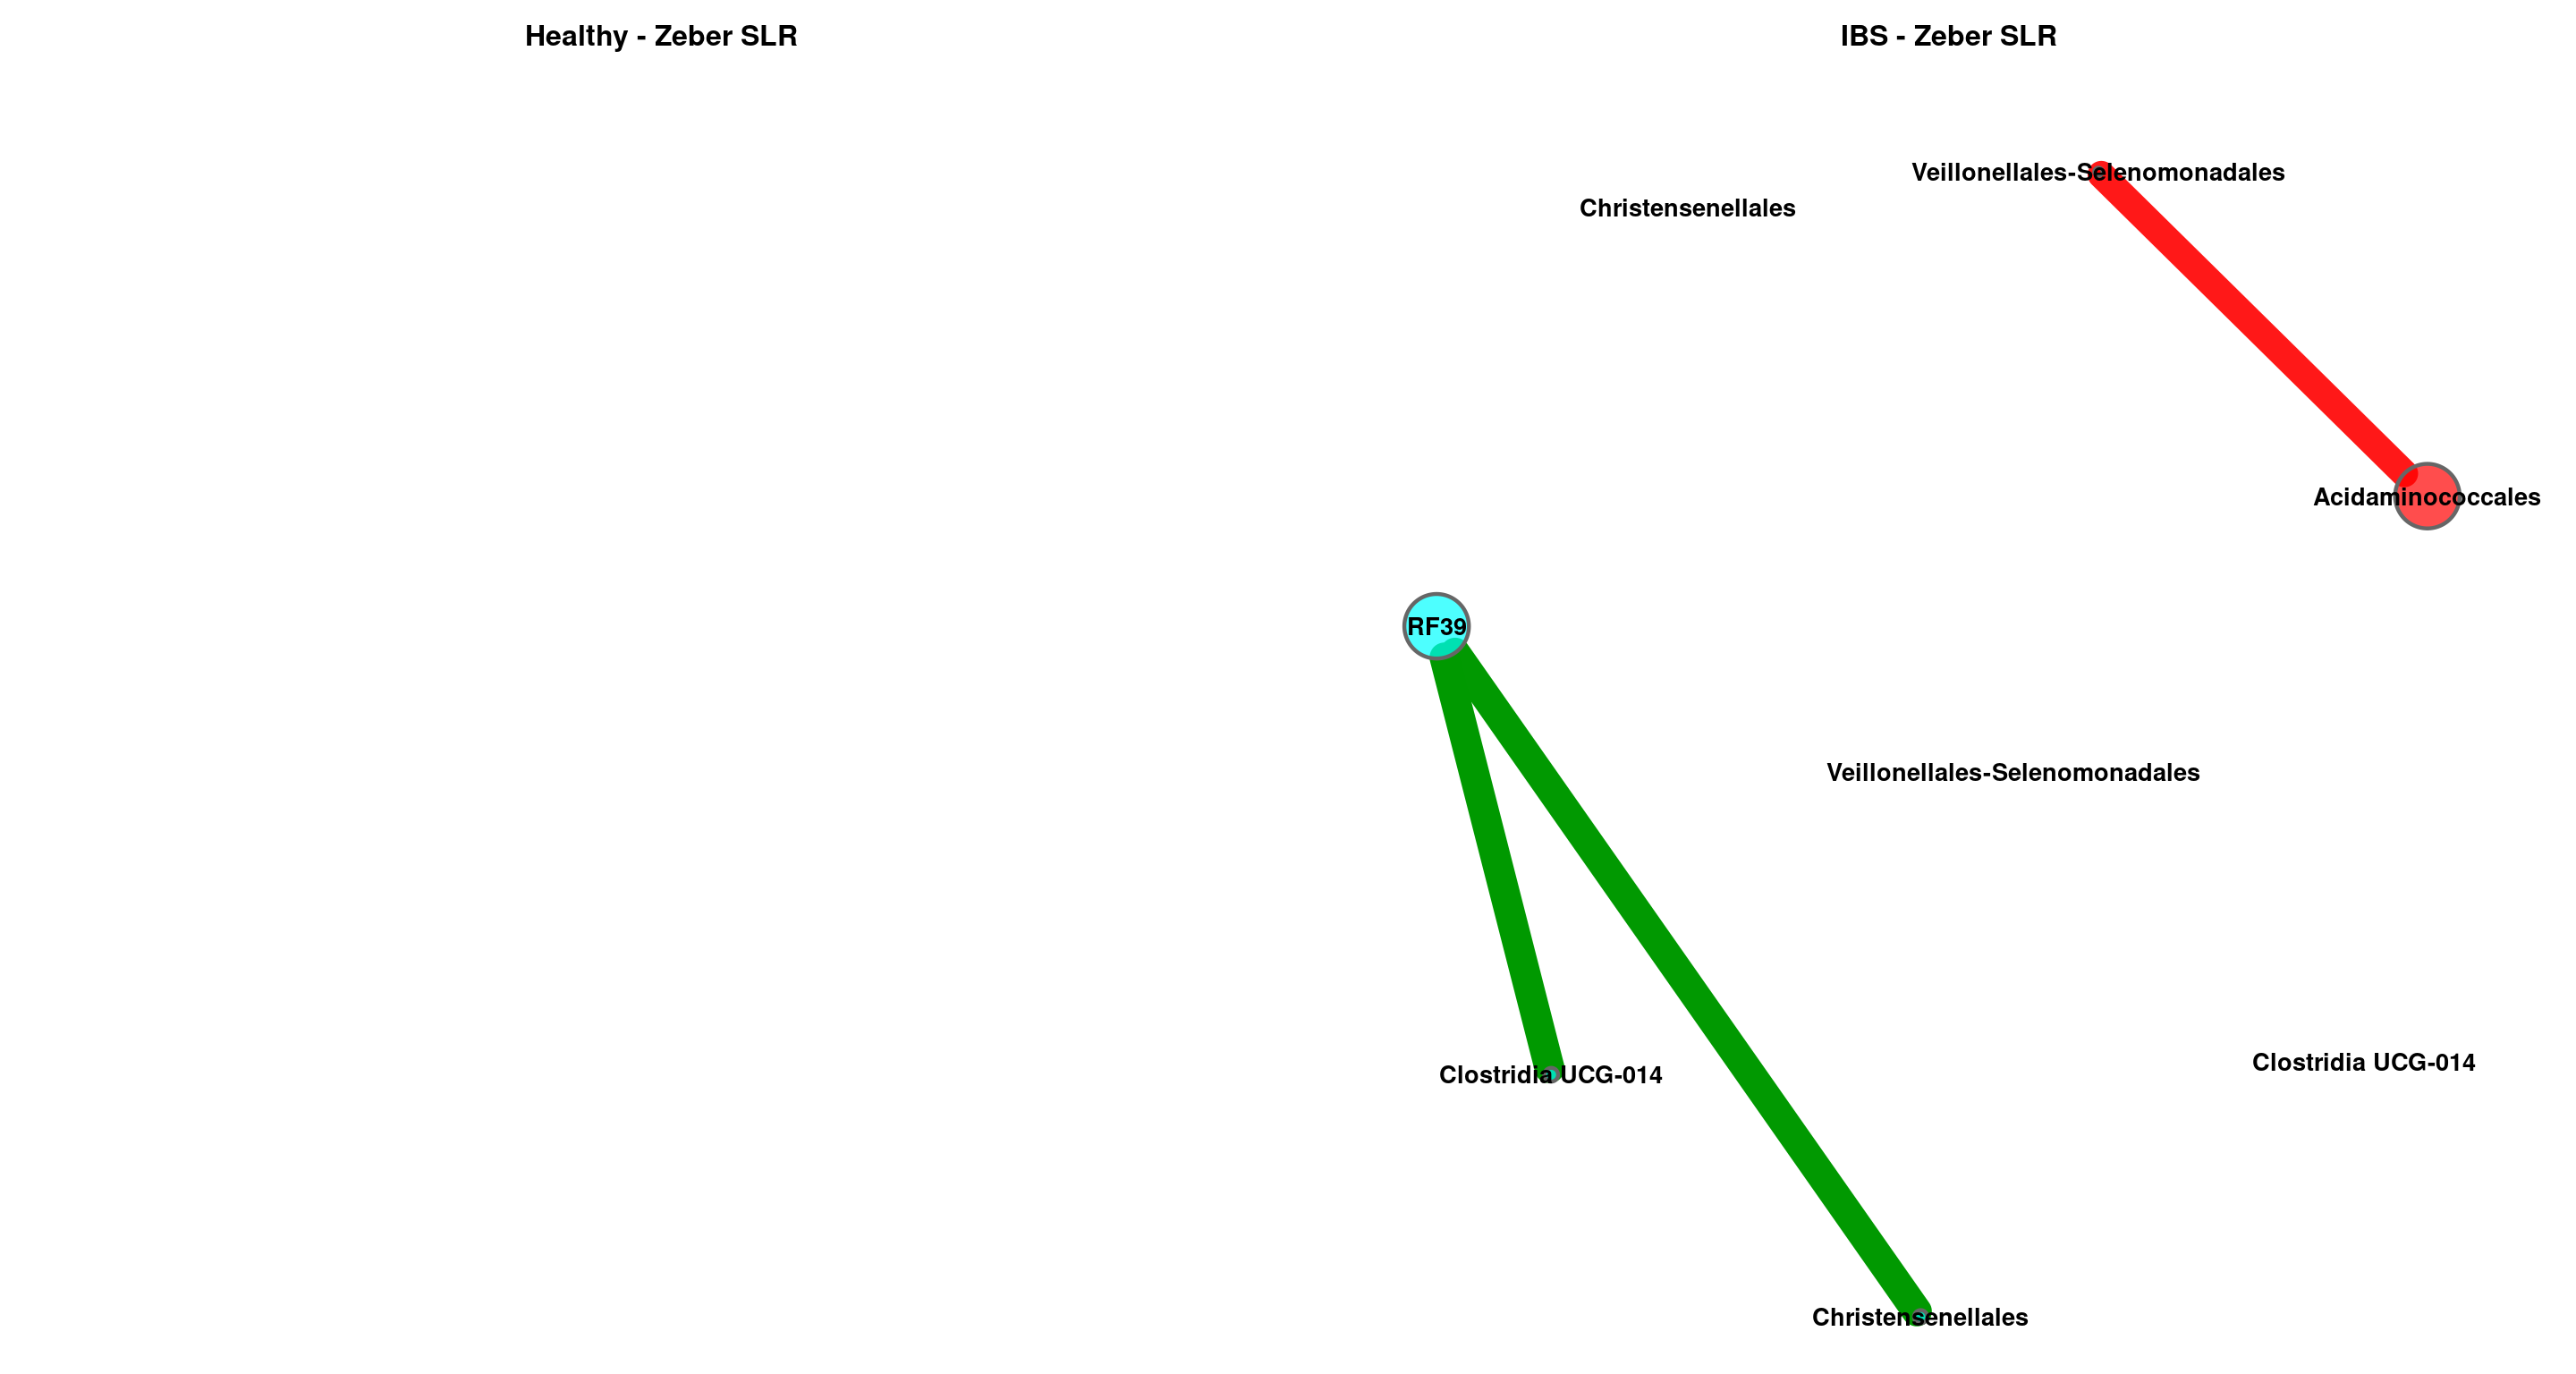 Healthy - Zeber SLR
IBS - Zeber SLR
Veillonellales-Selenomonadales
Christensenellales
Acidaminococcales
RF39
Veillonellales-Selenomonadales
Clostridia UCG-014
Clostridia UCG-014
Christensenellales